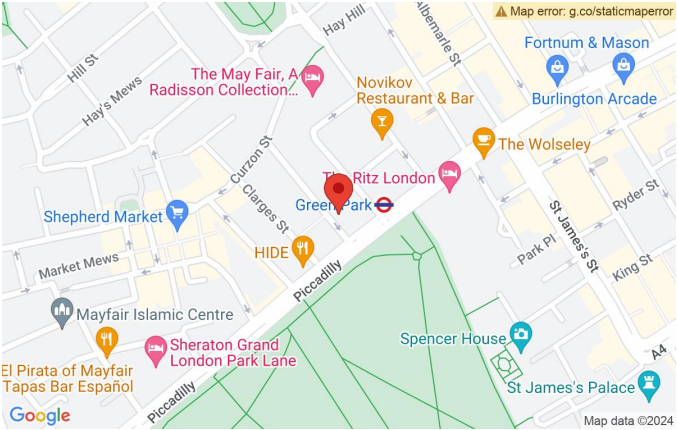 Map error: g.co/staticmaperror
Hay Hill
Albemarle St
Hill St
Fortnum & Mason
The May Fair, A
Radisson Collection...
Hay's Mews
Novikov
Restaurant & Bar
Burlington Arcade
The Wolseley
Curzon St
The Ritz London
Clarges St
Green Park
Ryder St
Shepherd Market
St James's St
HIDE
Park Pl
Market Mews
King St
Piccadilly
Mayfair Islamic Centre
Spencer House
Sheraton Grand
London Park Lane
El Pirata of Mayfair
Tapas Bar Español
A4
St James's Palace
Piccadilly
Google
Map data ©2024